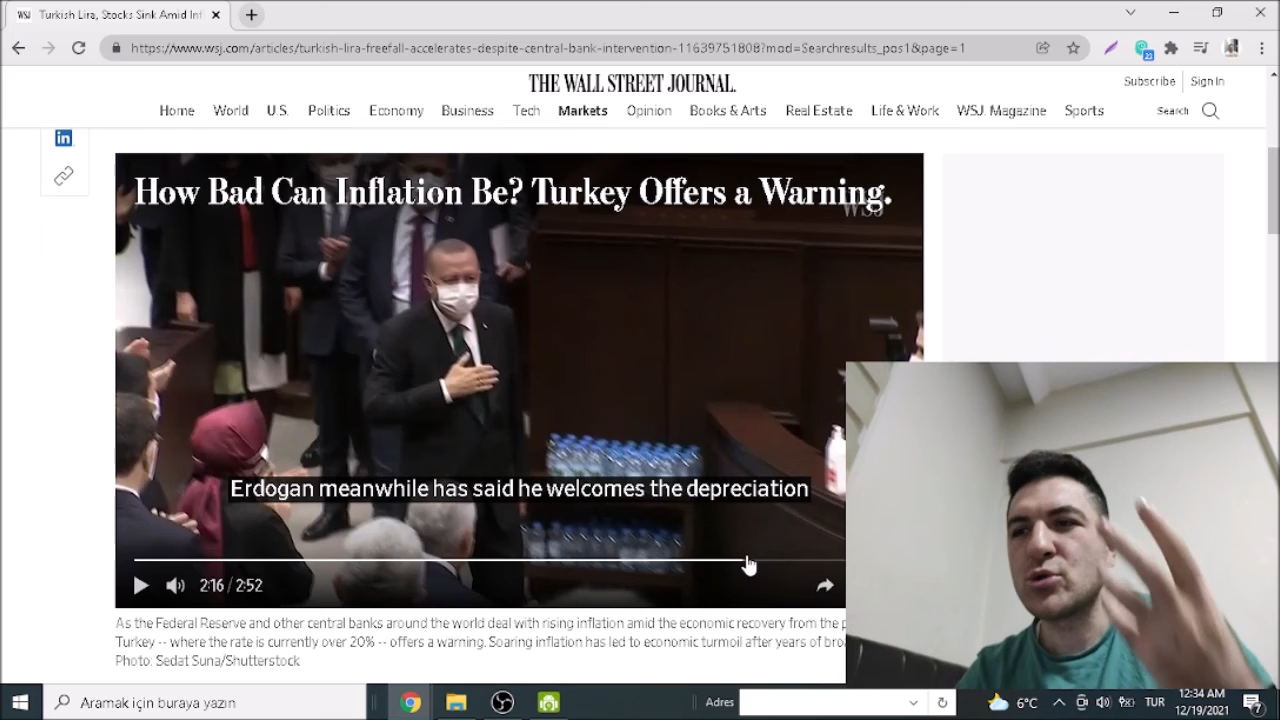 WSJ Turkish Lira, Stocks Sink Amid Inf
https://www.wsj.com/articles/turkish-lira-freefall-accelerates-despite-central-bank-intervention-11639751808?mod=Searchresults_pos1&page=1
23
THE WALL STREET JOURNAL.
Subscribe Sign In
Home World U.S. Politics Economy Business Tech Markets Opinion Books & Arts Real Estate Life & Work WSJ. Magazine Sports Search
in
How Bad Can Inflation Be? Turkey Offers a Warning.
WSJ
Erdogan meanwhile has said he welcomes the depreciation
2:16 / 2:52
As the Federal Reserve and other central banks around the world deal with rising inflation amid the economic recovery from the p
Turkey -- where the rate is currently over 20% -- offers a warning. Soaring inflation has led to economic turmoil after years of bro
Photo: Sedat Suna/Shutterstock
Aramak için buraya yazın
Adres
6°C
TUR
12:34 AM
12/19/2021
7